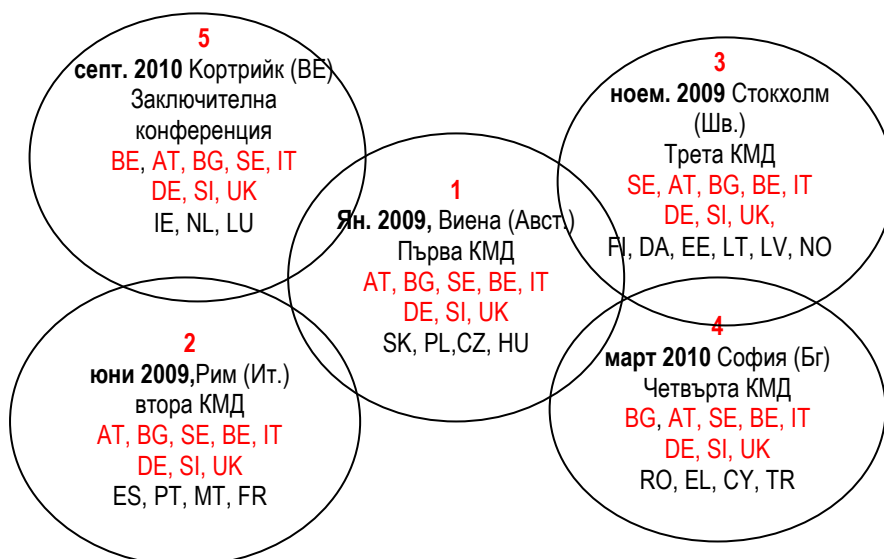 5
септ. 2010 Кортрийк (BE)
Заключителна
конференция
BE, AT, BG, SE, IT
DE, SI, UK
IE, NL, LU
3
ноем. 2009 Стокхолм
(Шв.)
Трета КМД
SE, AT, BG, BE, IT
DE, SI, UK,
FI, DA, EE, LT, LV, NO
1
Ян. 2009, Виена (Авст.)
Първа КМД
AT, BG, SE, BE, IT
DE, SI, UK
SK, PL,CZ, HU
2
юни 2009,Рим (Ит.)
втора КМД
AT, BG, SE, BE, IT
DE, SI, UK
ES, PT, MT, FR
4
март 2010 София (Бг)
Четвърта КМД
BG, AT, SE, BE, IT
DE, SI, UK
RO, EL, CY, TR